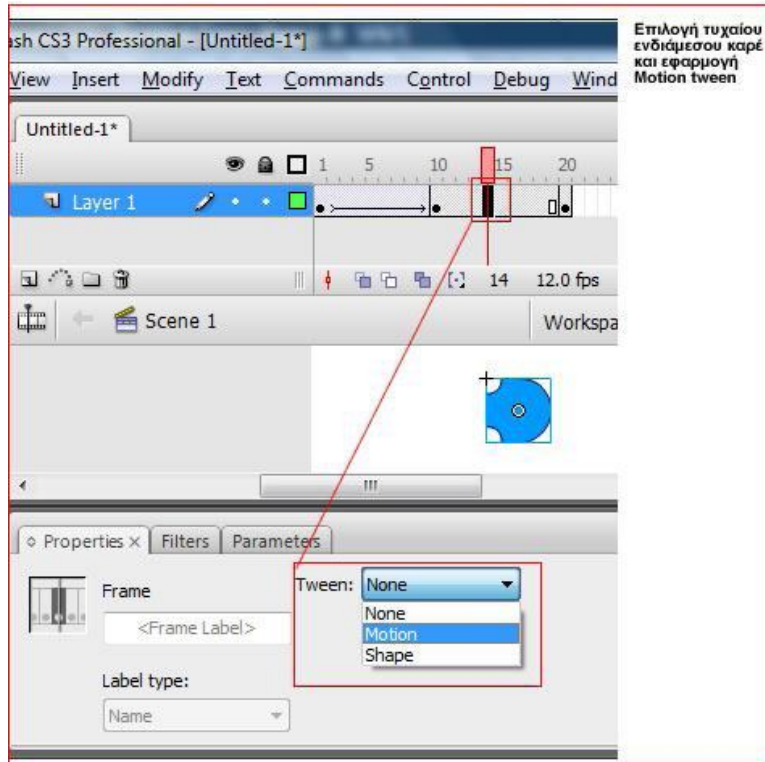 ash CS3 Professional - [Untitled-1*]
Επιλογή τυχαίου
ενδιάμεσου καρέ
και εφαρμογή
Motion tween
View Insert Modify Text Commands Control Debug Wind
Untitled-1*
1 5 10 15 20
Layer 1
14 12.0 fps
Scene 1
Workspa
Properties × Filters Parameters
Frame
Tween: None
<Frame Label>
None
Motion
Shape
Label type:
Name